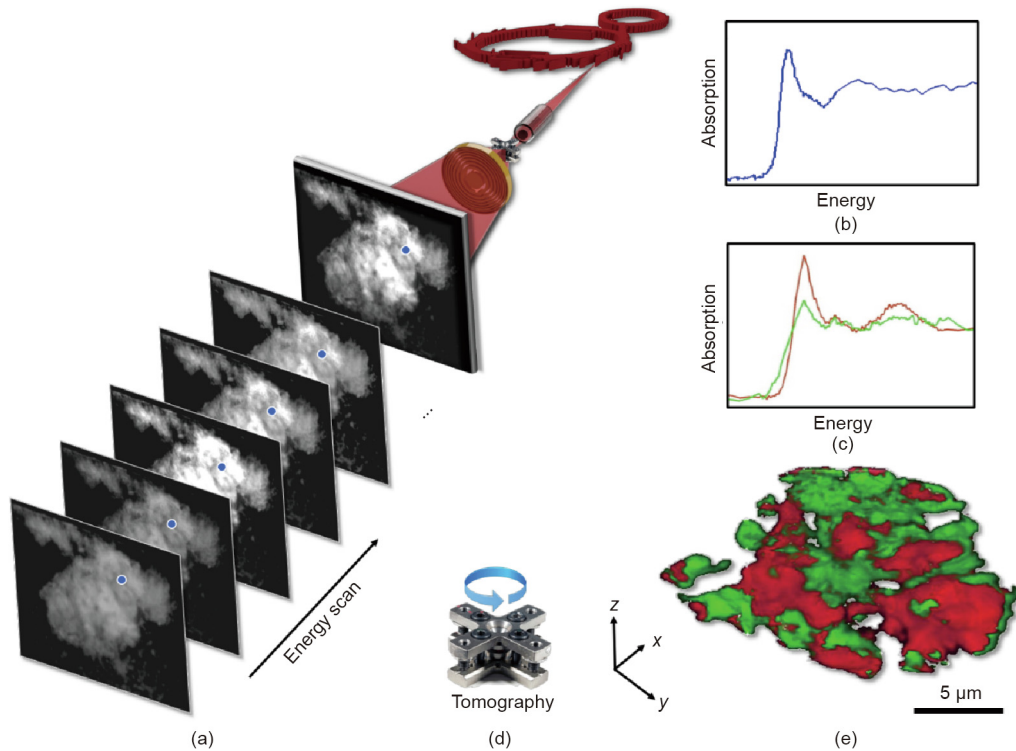 Absorption
Energy
(b)
Absorption
Energy
(c)
...
Energy scan
Tomography
z
x
y
5 μm
(a)
(d)
(e)